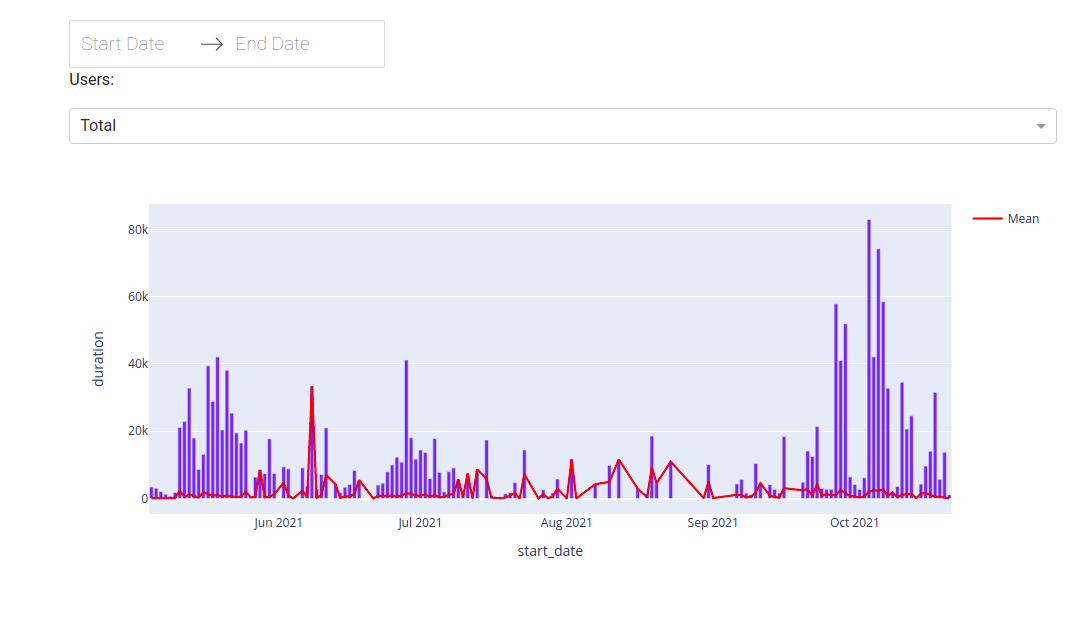 Start Date → End Date
Users:
Total
Mean
80k
60k
40k
20k
0
duration
Jun 2021 Jul 2021 Aug 2021 Sep 2021 Oct 2021
start_date